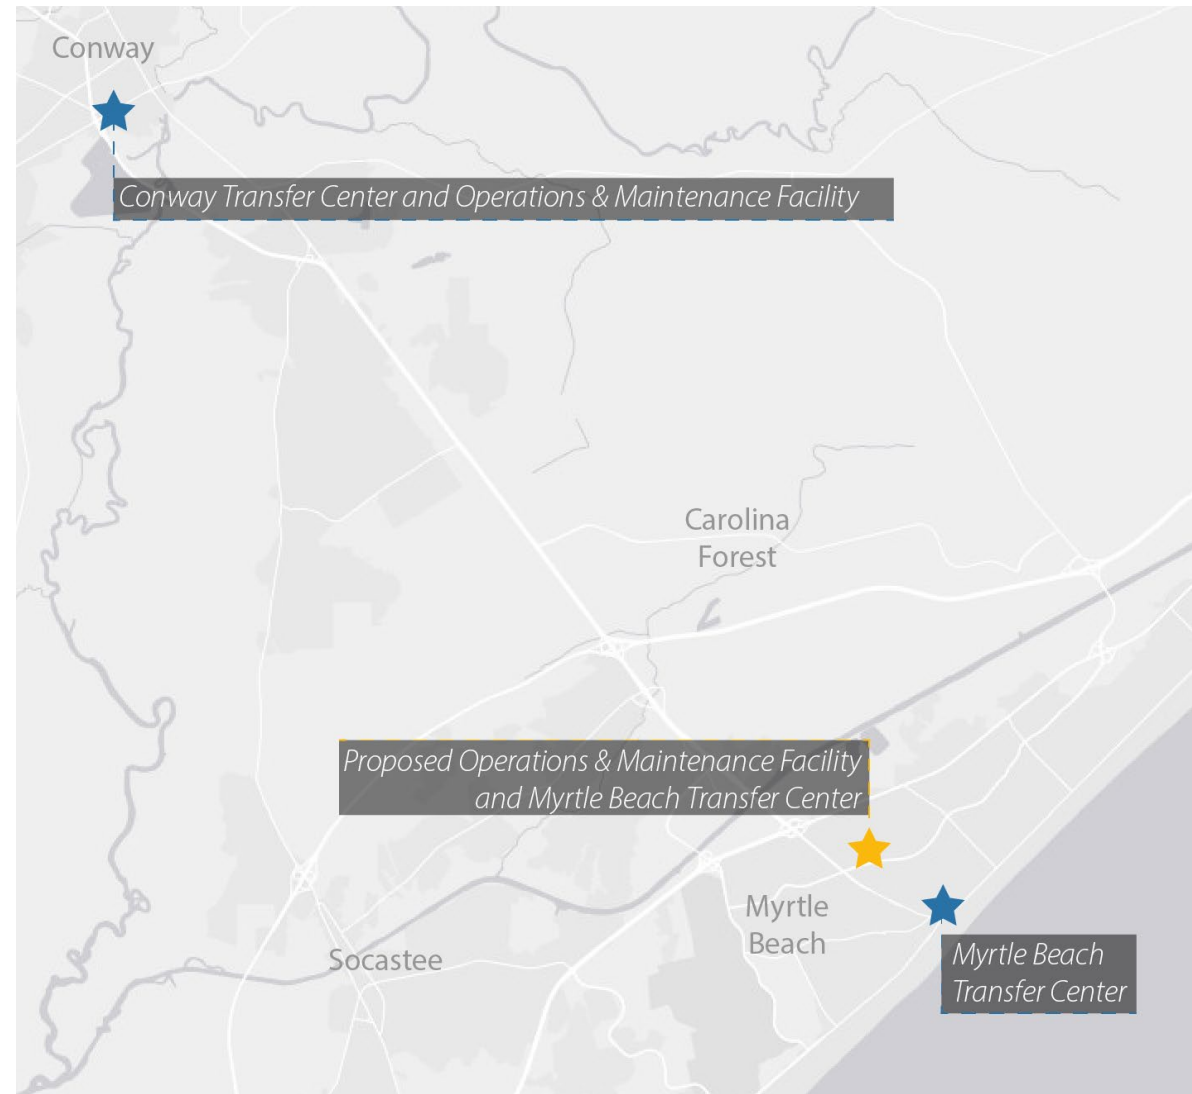 Conway
Conway Transfer Center and Operations & Maintenance Facility
Carolina
Forest
Proposed Operations & Maintenance Facility
and Myrtle Beach Transfer Center
Myrtle
Beach
Socastee
Myrtle Beach
Transfer Center